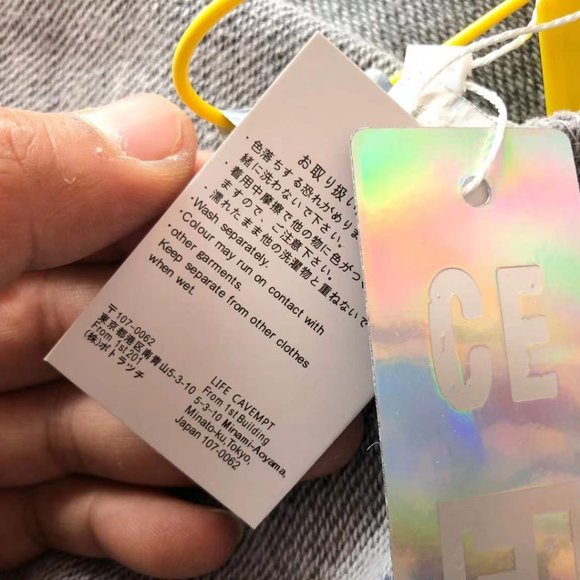 お取り扱い
・色落ちする恐れがありま
緒に洗わないで下さい。
・着用中摩擦で他の物に色がつい
ますので、ご注意下さい。
・濡れたまま他の洗濯物と重ねないで
・Wash separately.
・Colour may run on contact with
other garments.
Keep separate from other clothes
when wet.
〒107-0062
東京都港区南青山5-3-10
From 1st 201
(株)ポトラッチ
LIFE CAVEMPT
From 1st Building
5-3-10 Minami-Aoyama,
Minato-ku,Tokyo,
Japan 107-0062
CE